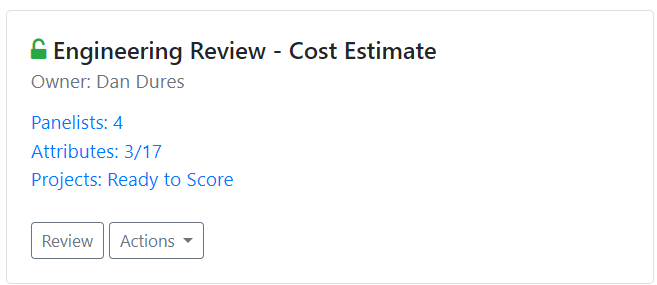 Engineering Review - Cost Estimate
Owner: Dan Dures
Panelists: 4
Attributes: 3/17
Projects: Ready to Score
Review Actions